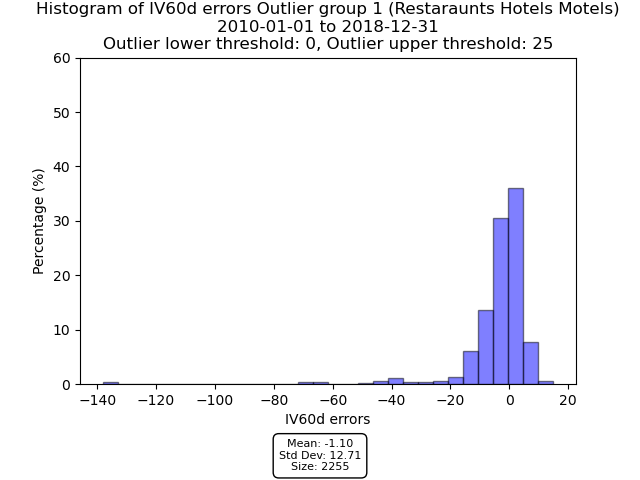 Histogram of IV60d errors Outlier group 1 (Restaraunts Hotels Motels)
2010-01-01 to 2018-12-31
Outlier lower threshold: 0, Outlier upper threshold: 25
60
50
40
30
20
10
0
Percentage (%)
−140 −120 −100 −80 −60 −40 −20 0 20
IV60d errors
Mean: -1.10
Std Dev: 12.71
Size: 2255